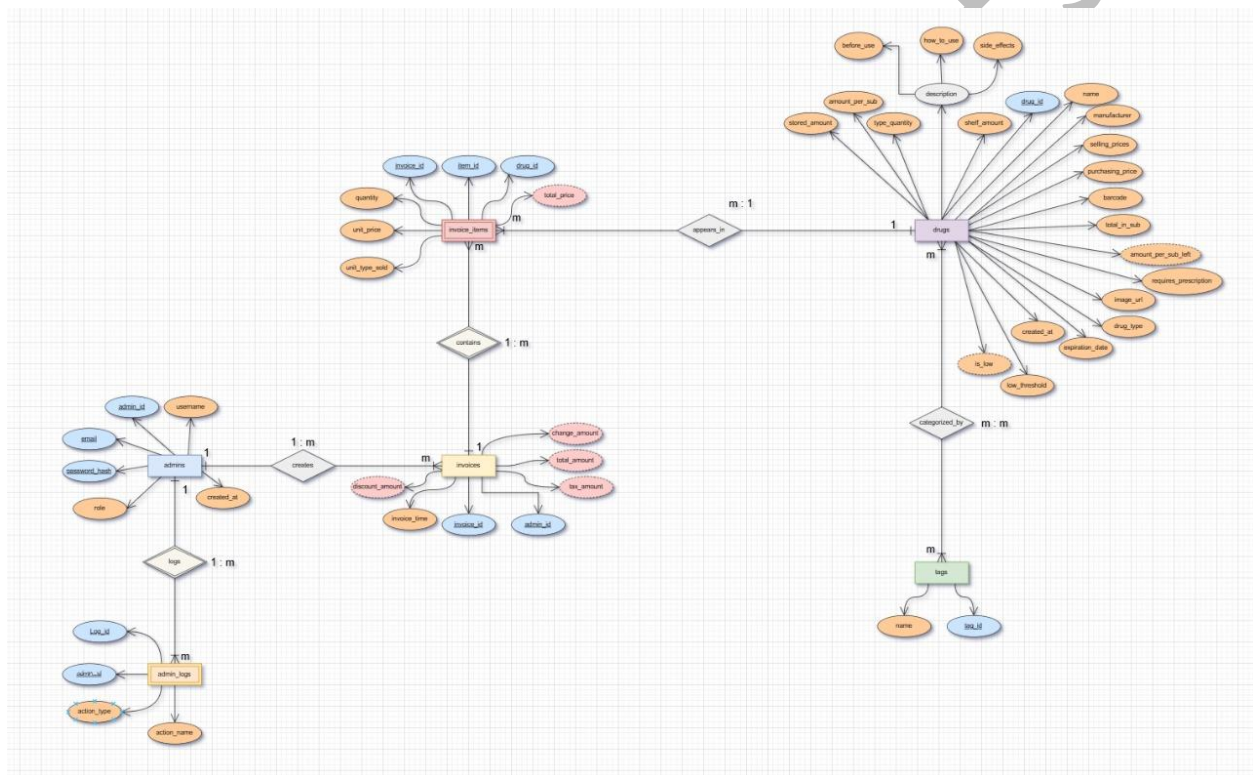 before_use
how_to_use
side_effects
description
amount_per_sub
stored_amount
type_quantity
shelf_amount
drug_id
name
manufacturer
selling_prices
purchasing_price
barcode
total_in_sub
amount_per_sub_left
requires_prescription
image_url
drug_type
expiration_date
created_at
low_threshold
is_low
drugs
1
m
m : 1
appears_in
invoice_id
item_id
drug_id
total_price
quantity
unit_price
unit_type_sold
invoice_items
m
m
contains
1 : m
categorized_by
m : m
m
tags
name
tag_id
admin_id
username
email
password_hash
role
created_at
admins
1
1
1 : m
creates
m
1
invoices
change_amount
total_amount
tax_amount
discount_amount
invoice_time
invoice_id
admin_id
logs
1 : m
m
admin_logs
Log_id
action_type
action_name